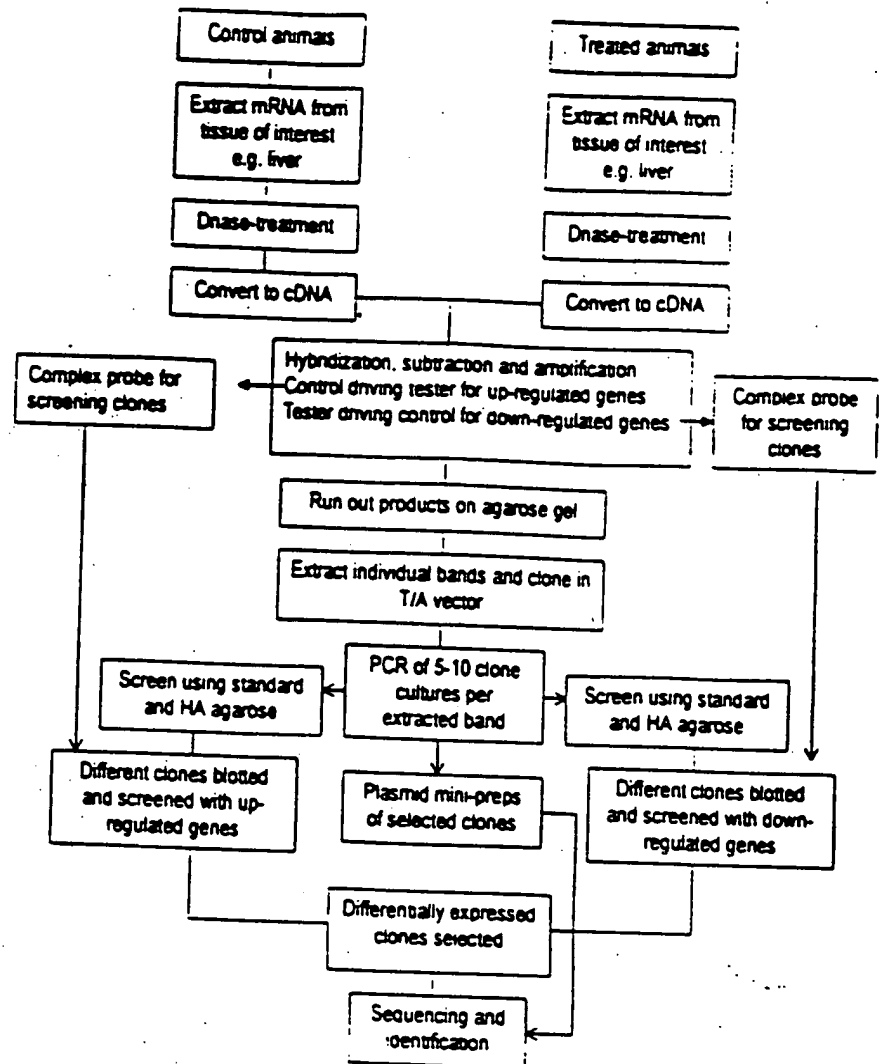 Control animals
Treated animals
Extract mRNA from
tissue of interest
e.g. liver
Extract mRNA from
tissue of interest
e.g. liver
Dnase-treatment
Dnase-treatment
Convert to cDNA
Convert to cDNA
Complex probe for
screening clones
Hybridization, subtraction and amplification
Control driving tester for up-regulated genes
Tester driving control for down-regulated genes
Complex probe
for screening
clones
Run out products on agarose gel
Extract individual bands and clone in
T/A vector
Screen using standard
and HA agarose
PCR of 5-10 clone
cultures per
extracted band
Screen using standard
and HA agarose
Different clones blotted
and screened with up-
regulated genes
Plasmid mini-preps
of selected clones
Different clones blotted
and screened with down-
regulated genes
Differentially expressed
clones selected
Sequencing and
identification